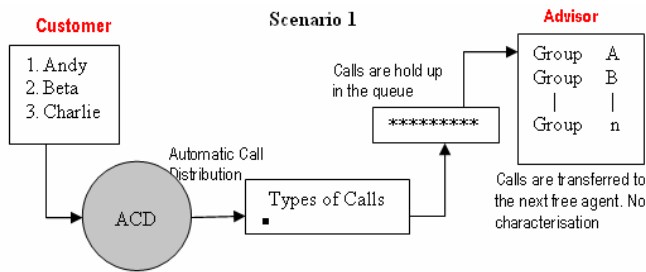 Scenario 1
Customer
1. Andy
2. Beta
3. Charlie
ACD
Automatic Call
Distribution
Types of Calls
Calls are hold up
in the queue
*********
Advisor
Group A
Group B
| |
Group n
Calls are transferred to
the next free agent. No
characterisation